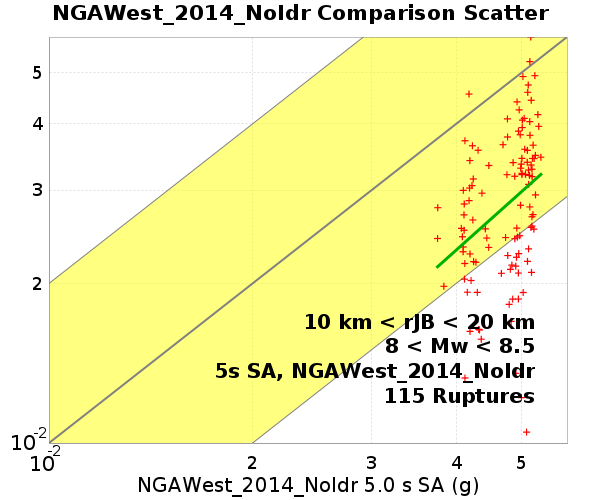 NGAWest_2014_NoIdr Comparison Scatter
5
4
3
2
10-2
10 km < rJB < 20 km
8 < Mw < 8.5
5s SA, NGAWest_2014_NoIdr
115 Ruptures
10-2 2 3 4 5
NGAWest_2014_NoIdr 5.0 s SA (g)